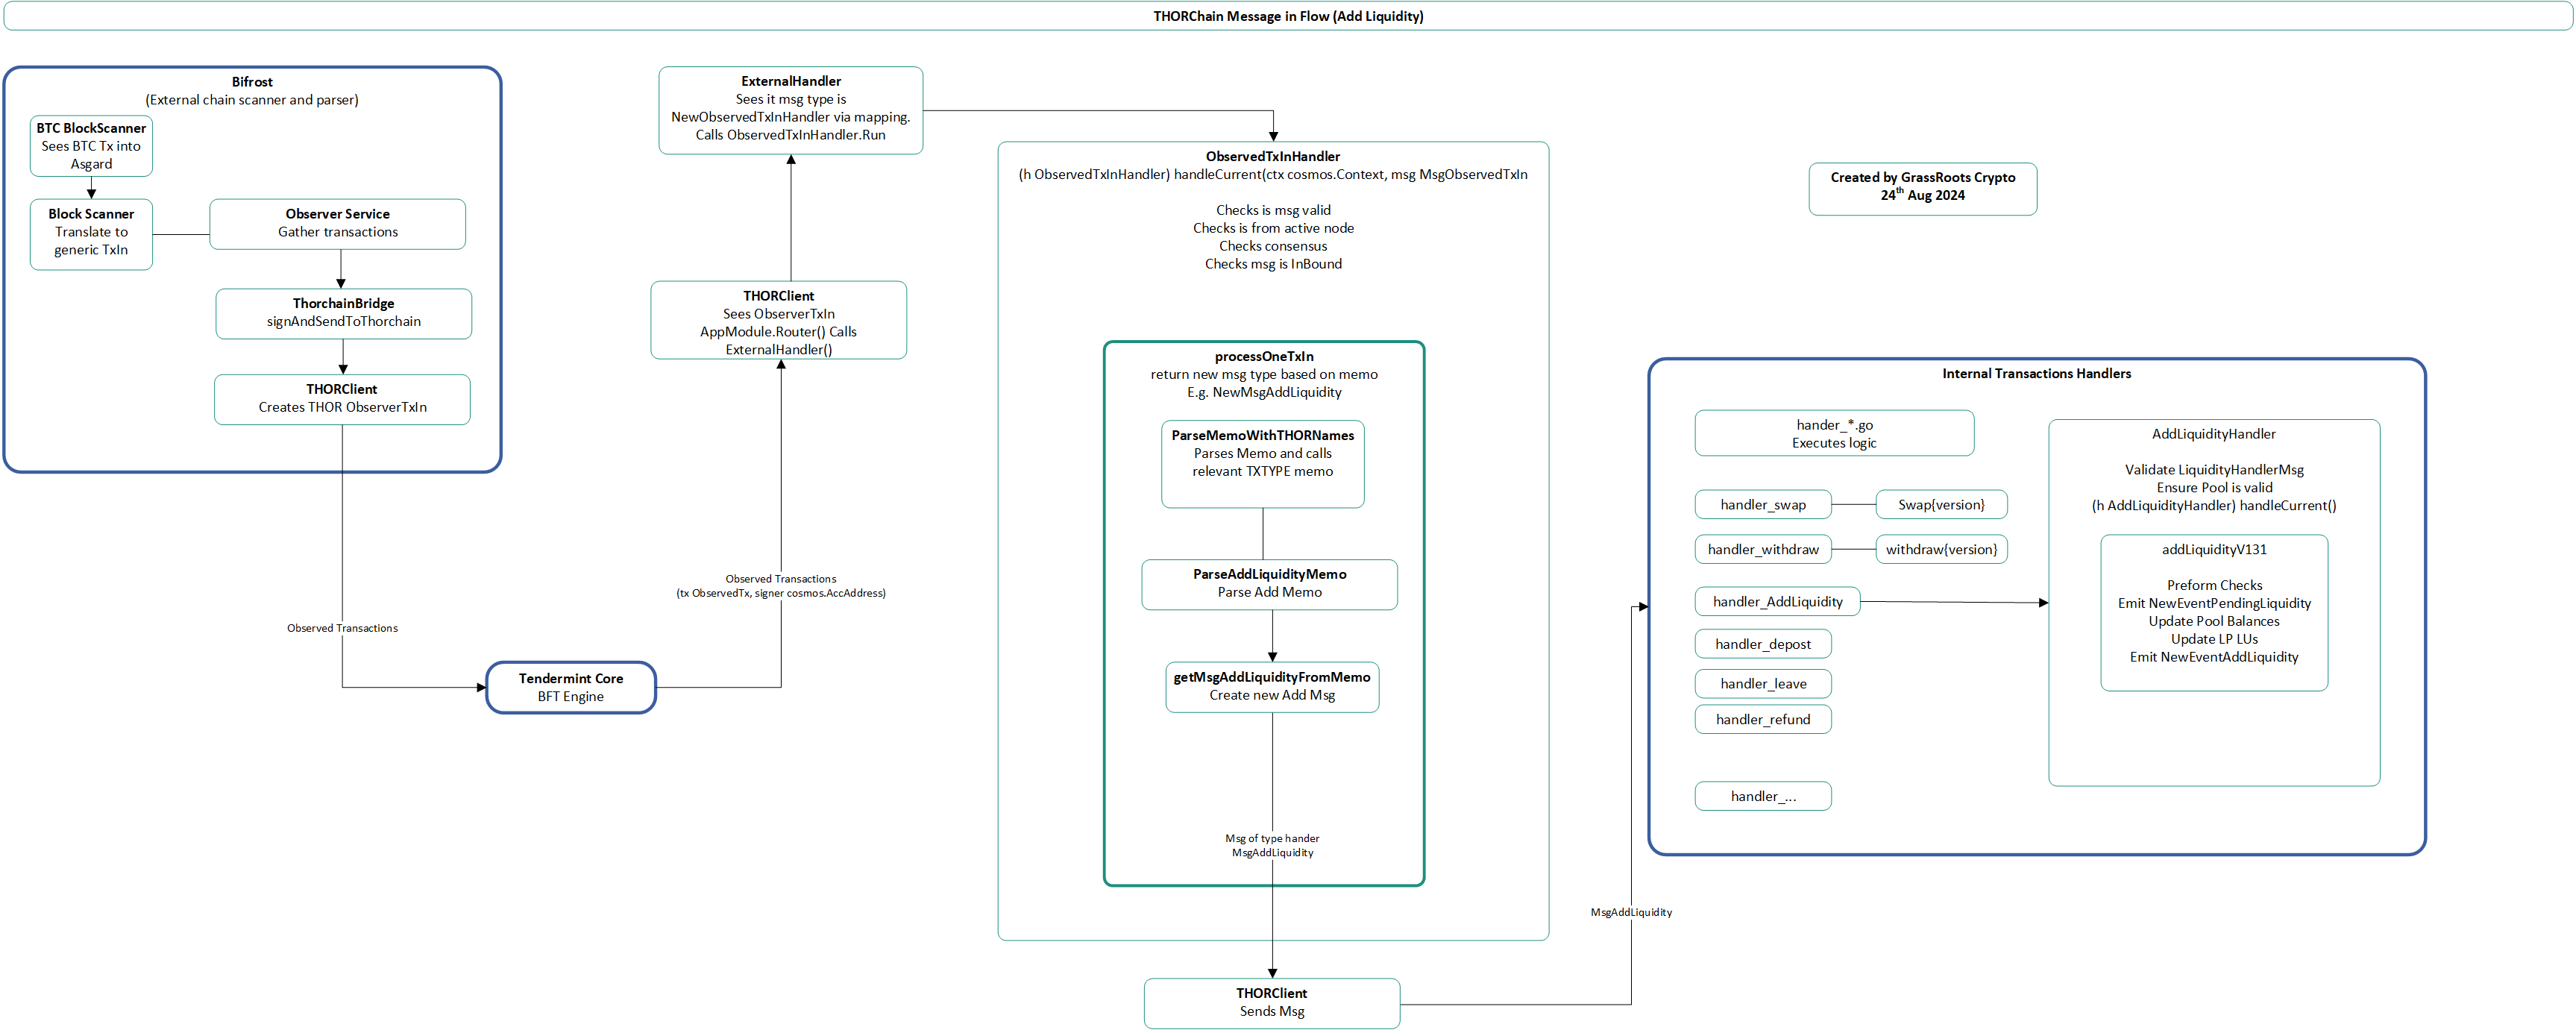 THORChain Message in Flow (Add Liquidity)
Bifrost
(External chain scanner and parser)
BTC BlockScanner
Sees BTC Tx into
Asgard
Block Scanner
Translate to
generic TxIn
Observer Service
Gather transactions
ThorchainBridge
signAndSendToThorchain
THORClient
Creates THOR ObserverTxIn
Observed Transactions
Tendermint Core
BFT Engine
Observed Transactions
(tx ObservedTx, signer cosmos.AccAddress)
THORClient
Sees ObserverTxIn
AppModule.Router() Calls
ExternalHandler()
ExternalHandler
Sees it msg type is
NewObservedTxInHandler via mapping.
Calls ObservedTxInHandler.Run
ObservedTxInHandler
(h ObservedTxInHandler) handleCurrent(ctx cosmos.Context, msg MsgObservedTxIn
Checks is msg valid
Checks is from active node
Checks consensus
Checks msg is InBound
processOneTxIn
return new msg type based on memo
E.g. NewMsgAddLiquidity
ParseMemoWithTHORNames
Parses Memo and calls
relevant TXTYPE memo
ParseAddLiquidityMemo
Parse Add Memo
getMsgAddLiquidityFromMemo
Create new Add Msg
Msg of type hander
MsgAddLiquidity
THORClient
Sends Msg
MsgAddLiquidity
Created by GrassRoots Crypto
24th Aug 2024
Internal Transactions Handlers
hander_*.go
Executes logic
handler_swap
Swap{version}
handler_withdraw
withdraw{version}
handler_AddLiquidity
handler_depost
handler_leave
handler_refund
handler_...
AddLiquidityHandler
Validate LiquidityHandlerMsg
Ensure Pool is valid
(h AddLiquidityHandler) handleCurrent()
addLiquidityV131
Preform Checks
Emit NewEventPendingLiquidity
Update Pool Balances
Update LP LUs
Emit NewEventAddLiquidity